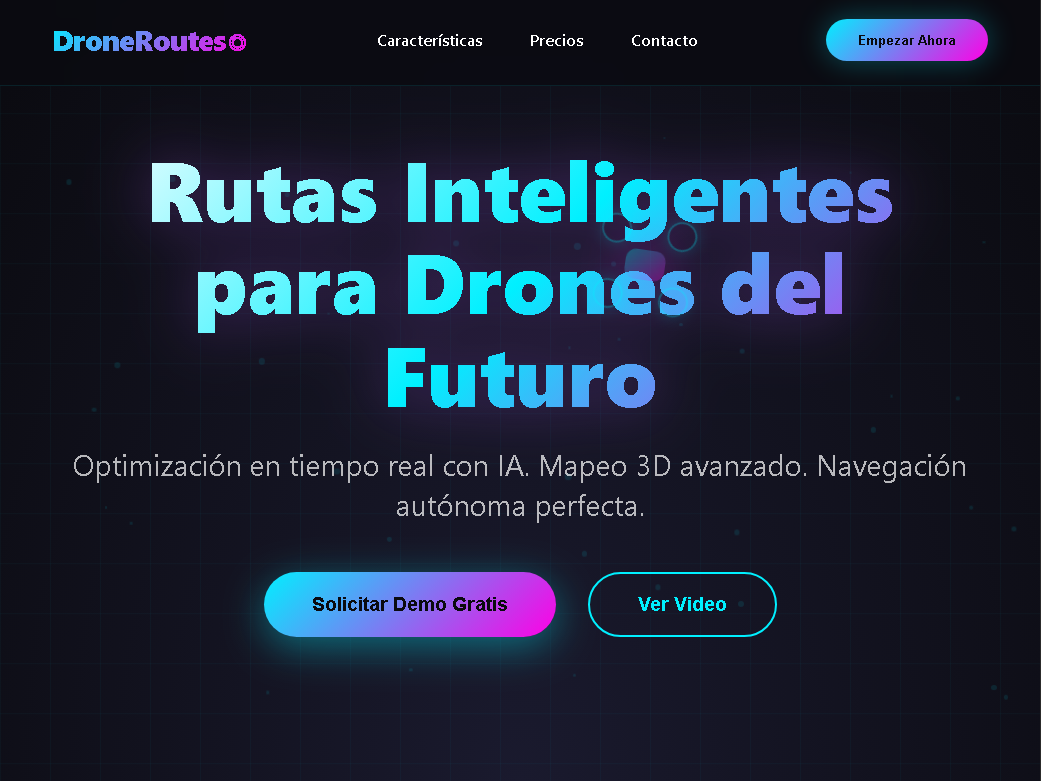 DroneRoutes
Características
Precios
Contacto
Empezar Ahora
Rutas Inteligentes
para Drones del
Futuro
Optimización en tiempo real con IA. Mapeo 3D avanzado. Navegación
autónoma perfecta.
Solicitar Demo Gratis
Ver Video